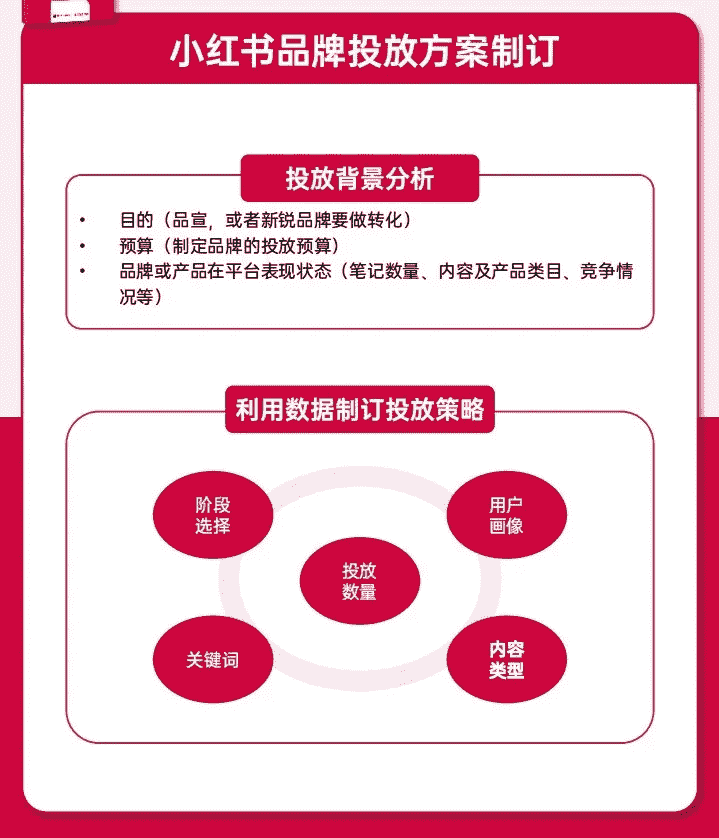 小红书品牌投放方案制订
投放背景分析
• 目的（品宣，或者新锐品牌要做转化）
• 预算（制定品牌的投放预算）
• 品牌或产品在平台表现状态（笔记数量、内容及产品类目、竞争情
况等）
利用数据制订投放策略
阶段
选择
用户
画像
投放
数量
关键词
内容
类型